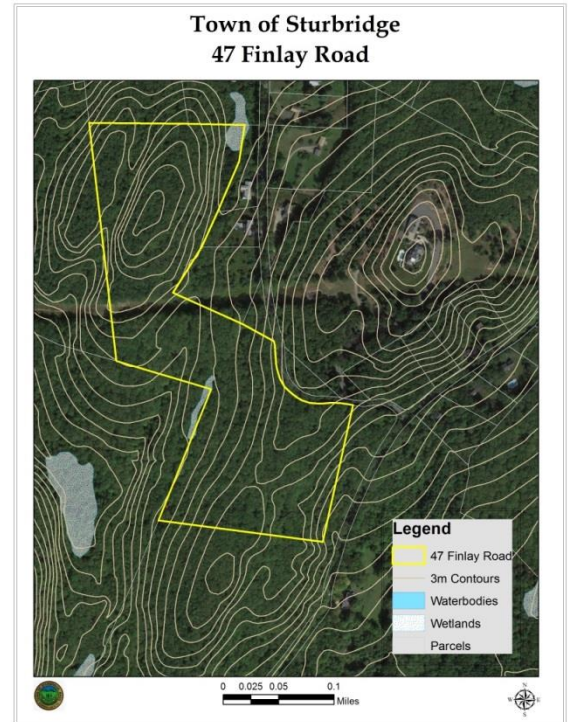 Town of Sturbridge
47 Finlay Road
Legend
47 Finlay Road
3m Contours
Waterbodies
Wetlands
Parcels
0 0.025 0.05 0.1
Miles
N
W E
S